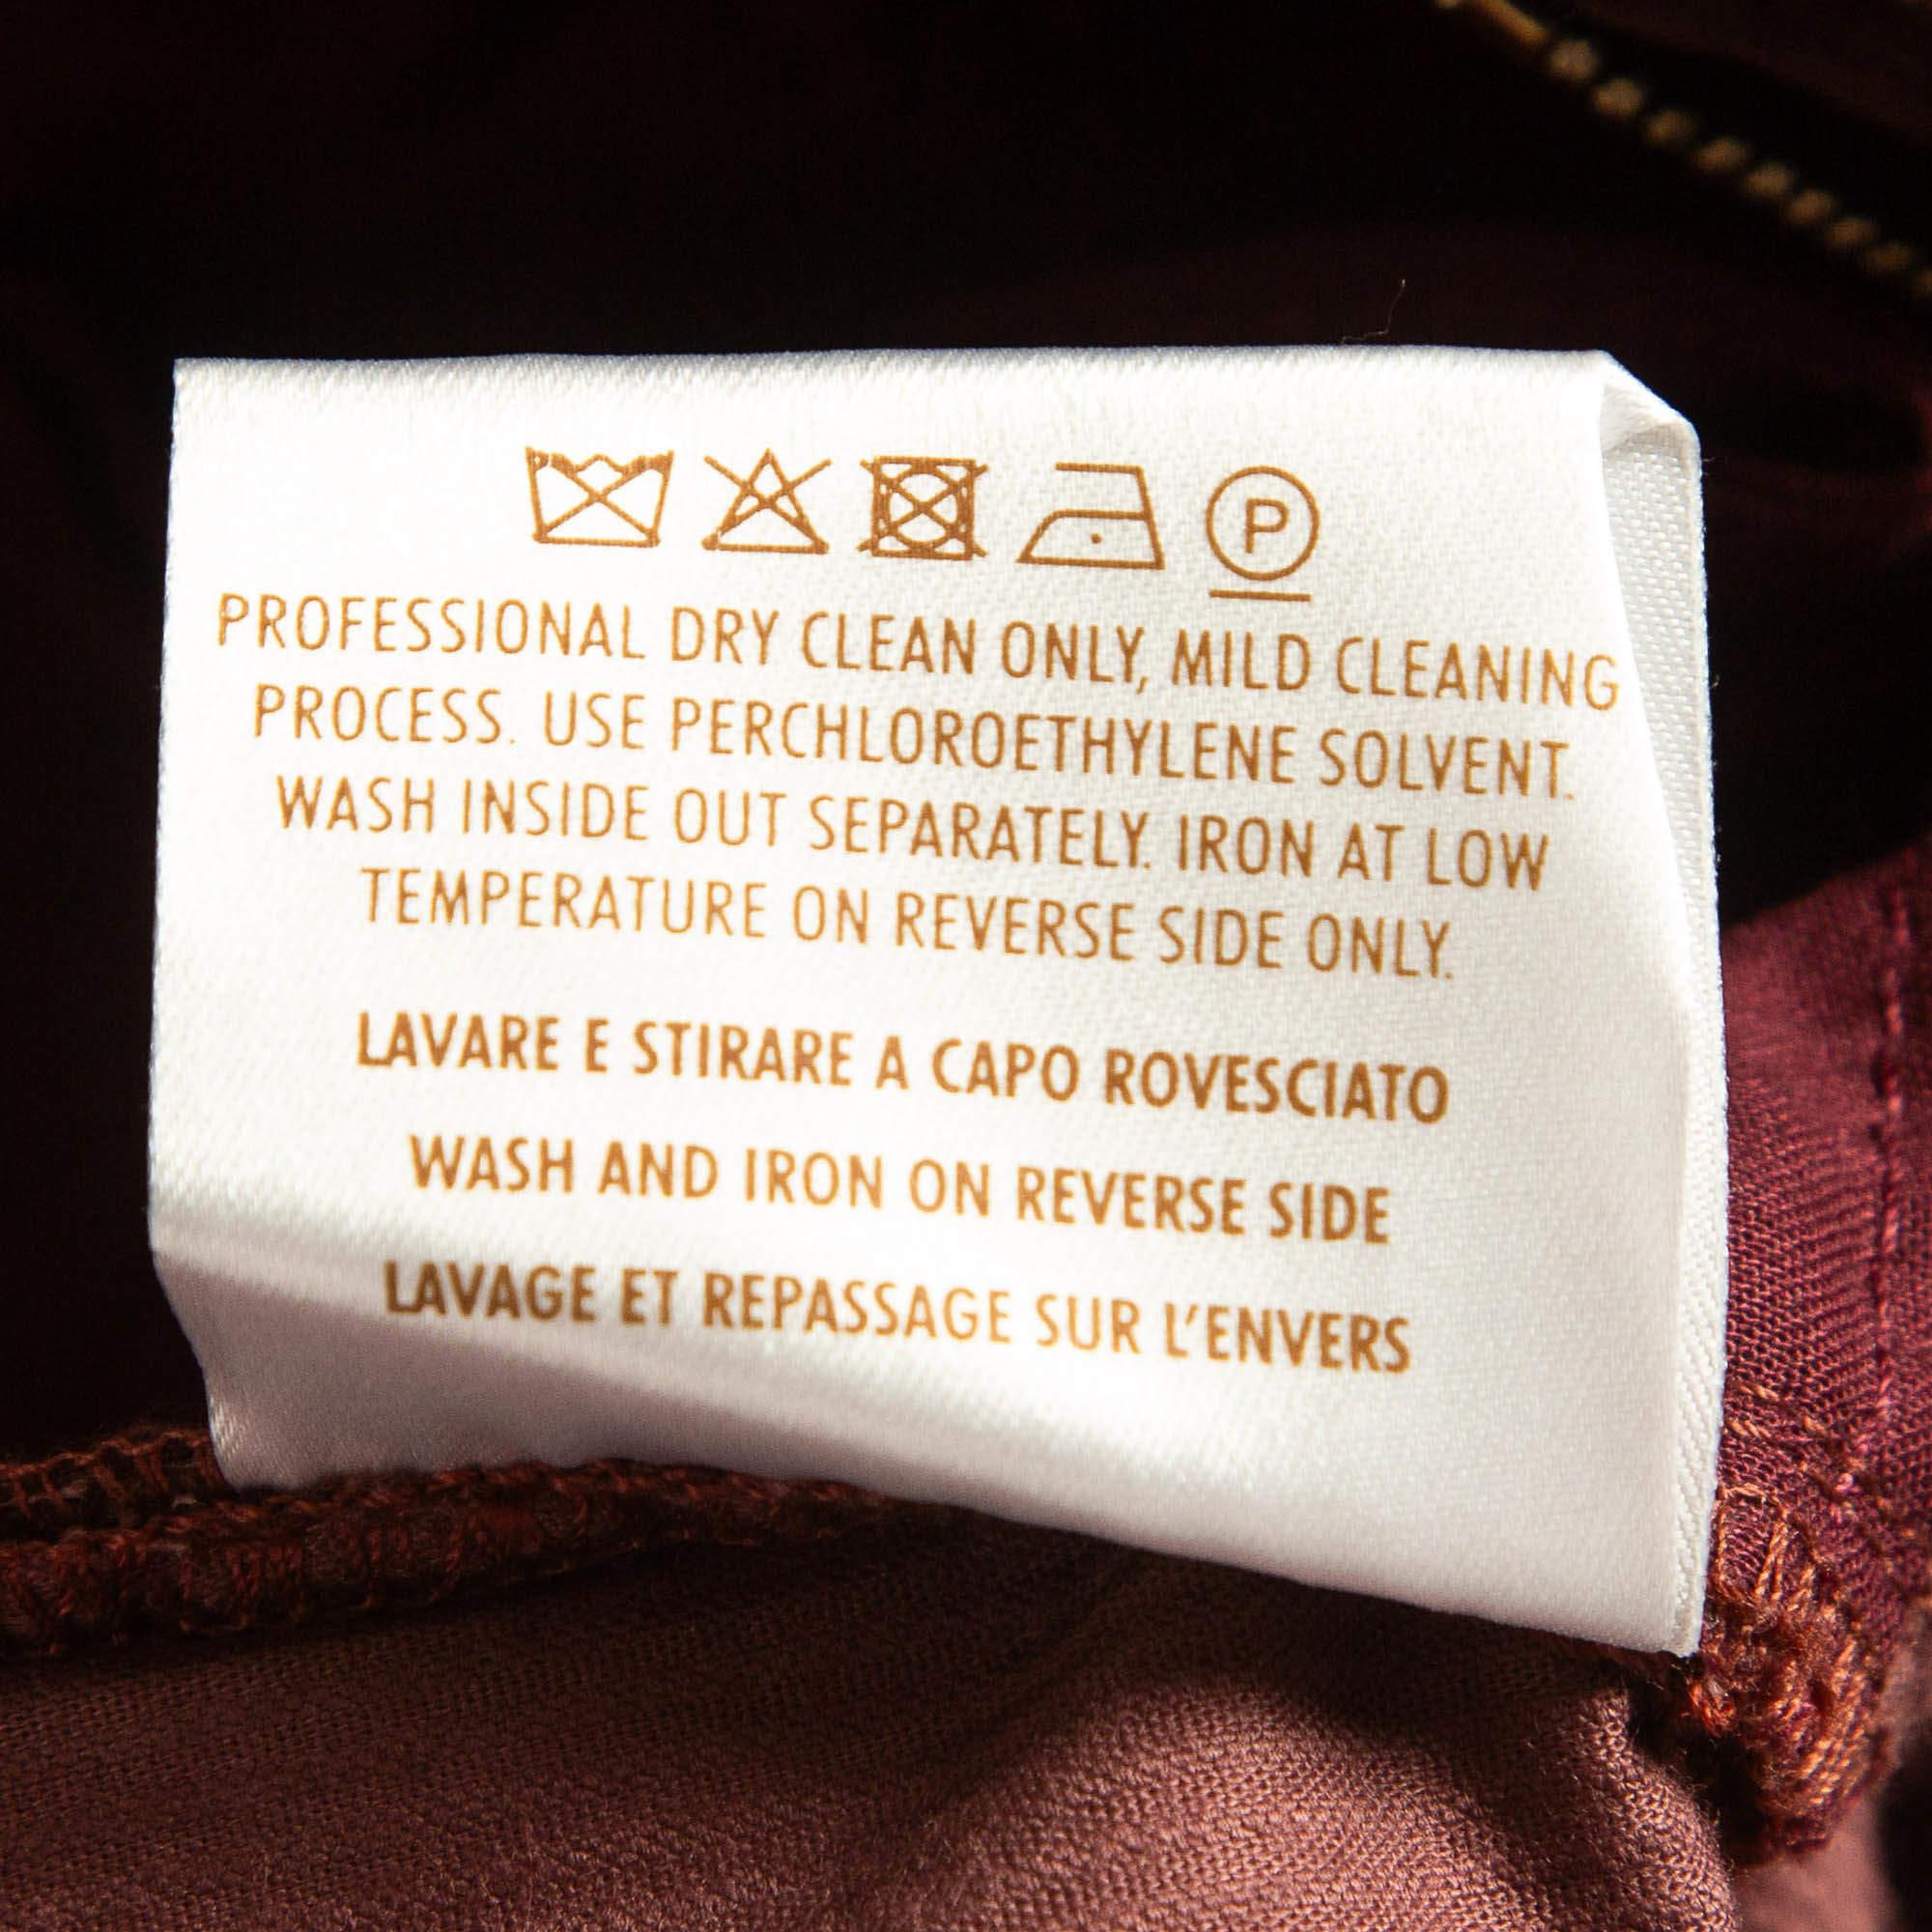 P
PROFESSIONAL DRY CLEAN ONLY, MILD CLEANING
PROCESS. USE PERCHLOROETHYLENE SOLVENT.
WASH INSIDE OUT SEPARATELY. IRON AT LOW
TEMPERATURE ON REVERSE SIDE ONLY.
LAVARE E STIRARE A CAPO ROVESCIATO
WASH AND IRON ON REVERSE SIDE
LAVAGE ET REPASSAGE SUR L'ENVERS